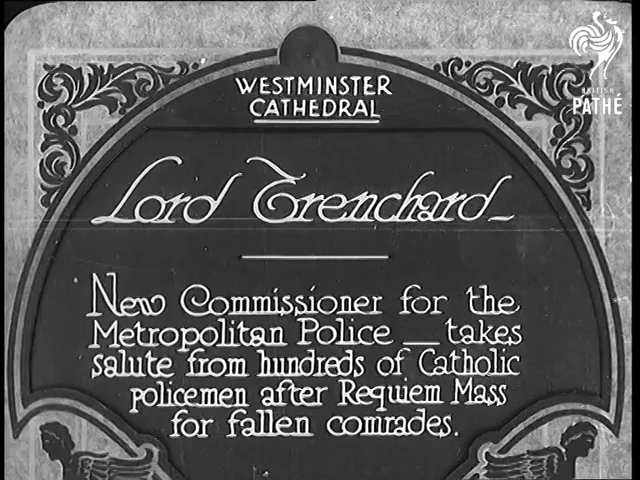 BRITISH
PATHÉ
WESTMINSTER
CATHEDRAL
Lord Trenchard_
New Commissioner for the
Metropolitan Police _ takes
salute from hundreds of Catholic
policemen after Requiem Mass
for fallen comrades.